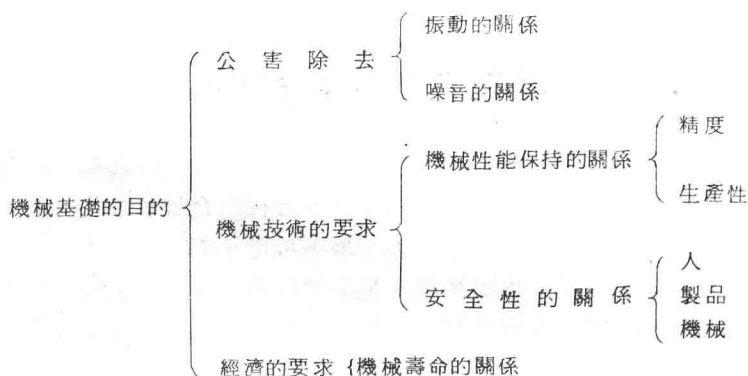 振動的關係
公害除去
噪音的關係
精度
機械性能保持的關係
生產性
機械基礎的目的
機械技術的要求
人
安全性的關係
製品
機械
經濟的要求 {機械壽命的關係